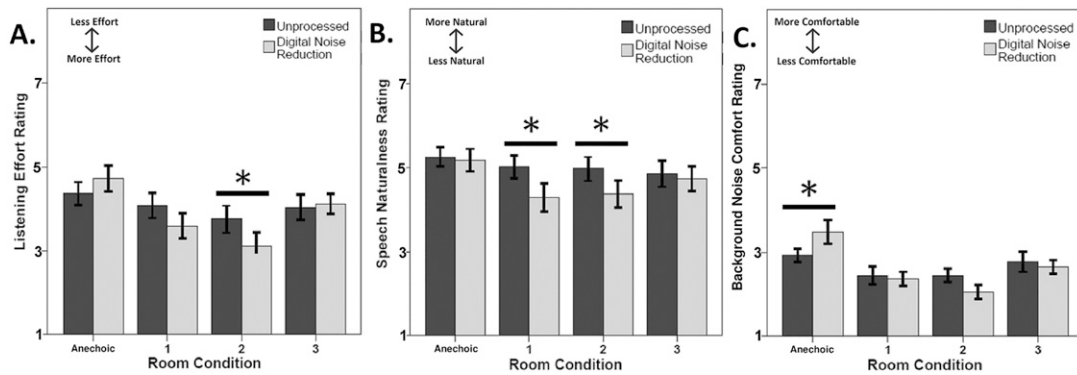 A.
Less Effort
More Effort
Unprocessed
Digital Noise
Reduction
Listening Effort Rating
7
5
3
1
*
Anechoic 1 2 3
Room Condition
B.
More Natural
Less Natural
Unprocessed
Digital Noise
Reduction
Speech Naturalness Rating
7
5
3
1
* *
Anechoic 1 2 3
Room Condition
C.
More Comfortable
Less Comfortable
Unprocessed
Digital Noise
Reduction
Background Noise Comfort Rating
7
5
3
1
*
Anechoic 1 2 3
Room Condition